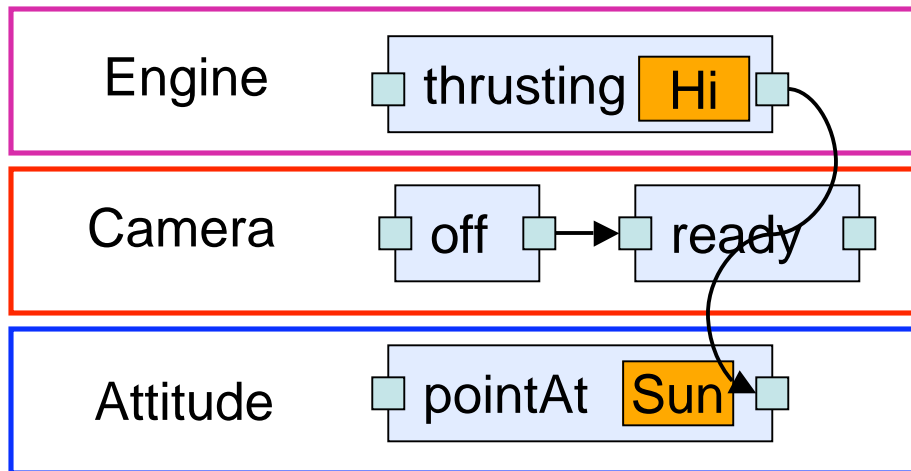 Engine thrusting Hi
Camera off ready
Attitude pointAt Sun